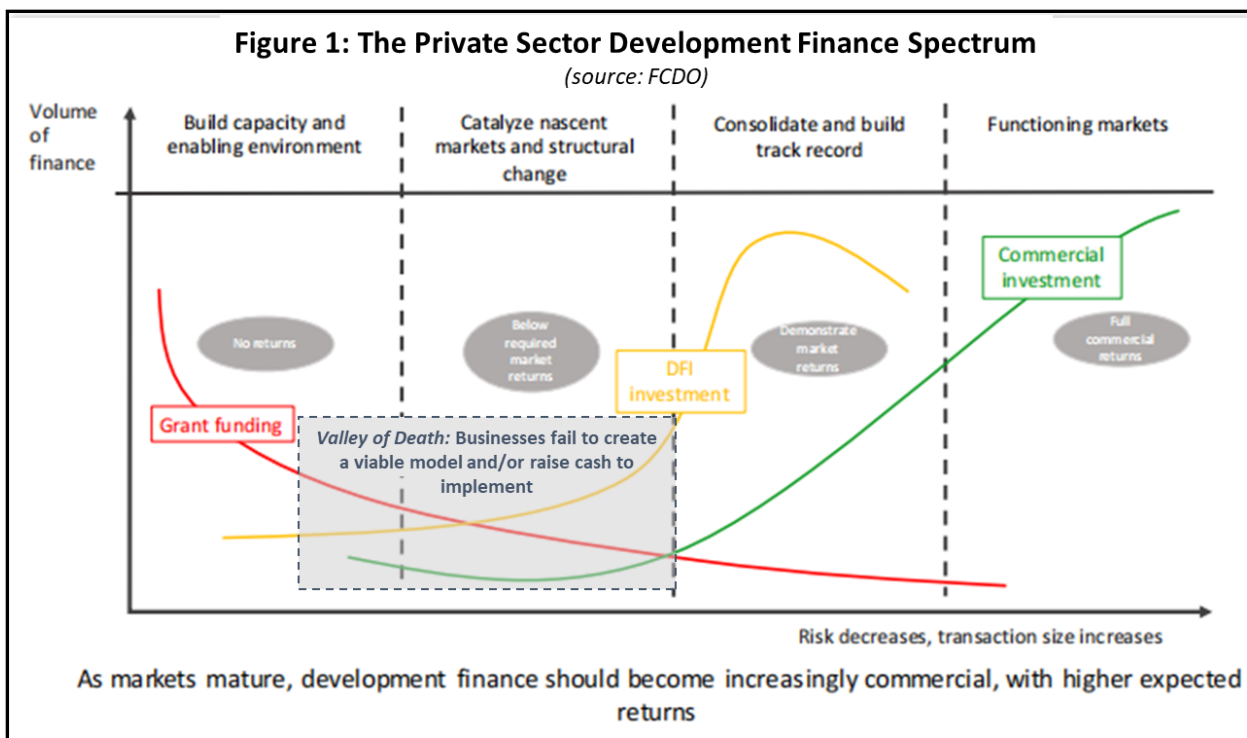 Figure 1: The Private Sector Development Finance Spectrum
(source: FCDO)
Volume
of
finance
Build capacity and
enabling environment
Catalyze nascent
markets and structural
change
Consolidate and build
track record
Functioning markets
Commercial
investment
No returns
Below
required
market
returns
Demonstrate
market
returns
Full
commercial
returns
DFI
investment
Grant funding
Valley of Death: Businesses fail to create
a viable model and/or raise cash to
implement
Risk decreases, transaction size increases
As markets mature, development finance should become increasingly commercial, with higher expected
returns